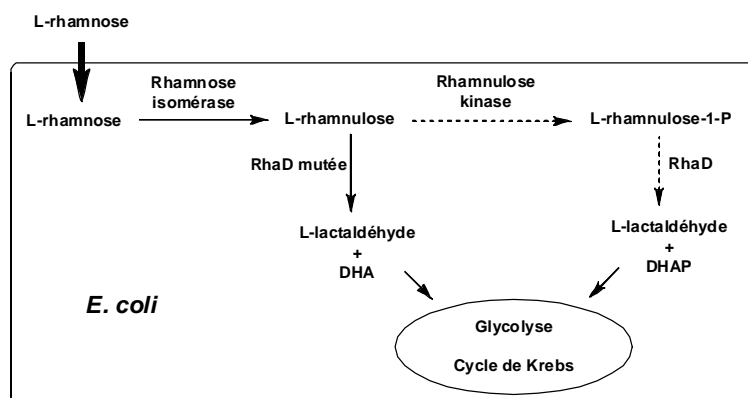 L-rhamnose
Rhamnose
isomérase
Rhamnulose
kinase
L-rhamnose
L-rhamnulose
L-rhamnulose-1-P
RhaD mutée
RhaD
L-lactaldéhyde
+
DHA
L-lactaldéhyde
+
DHAP
E. coli
Glycolyse
Cycle de Krebs